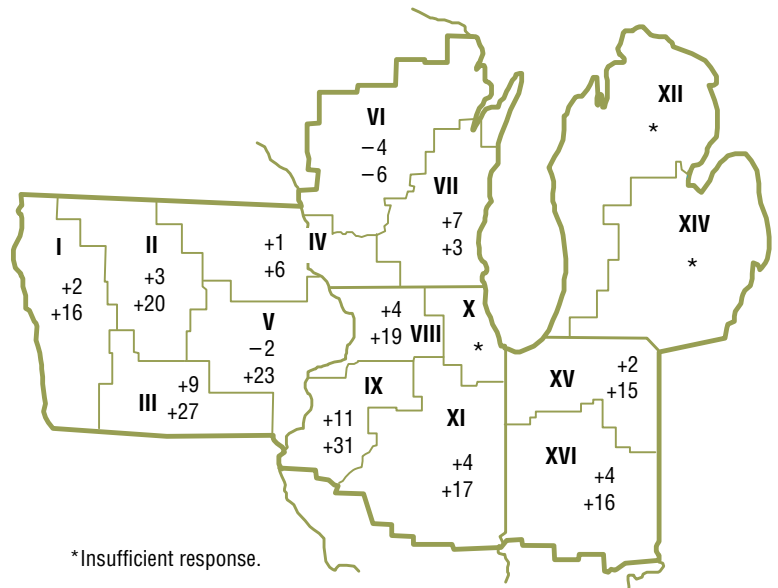 XII
*
VI
−4
−6
VII
+7
+3
XIV
*
I
+2
+16
II
+3
+20
+1
+6
IV
V
−2
+23
+4
+19
VIII
X
*
III
+9
+27
IX
+11
+31
XI
+4
+17
XV
+2
+15
XVI
+4
+16
*Insufficient response.